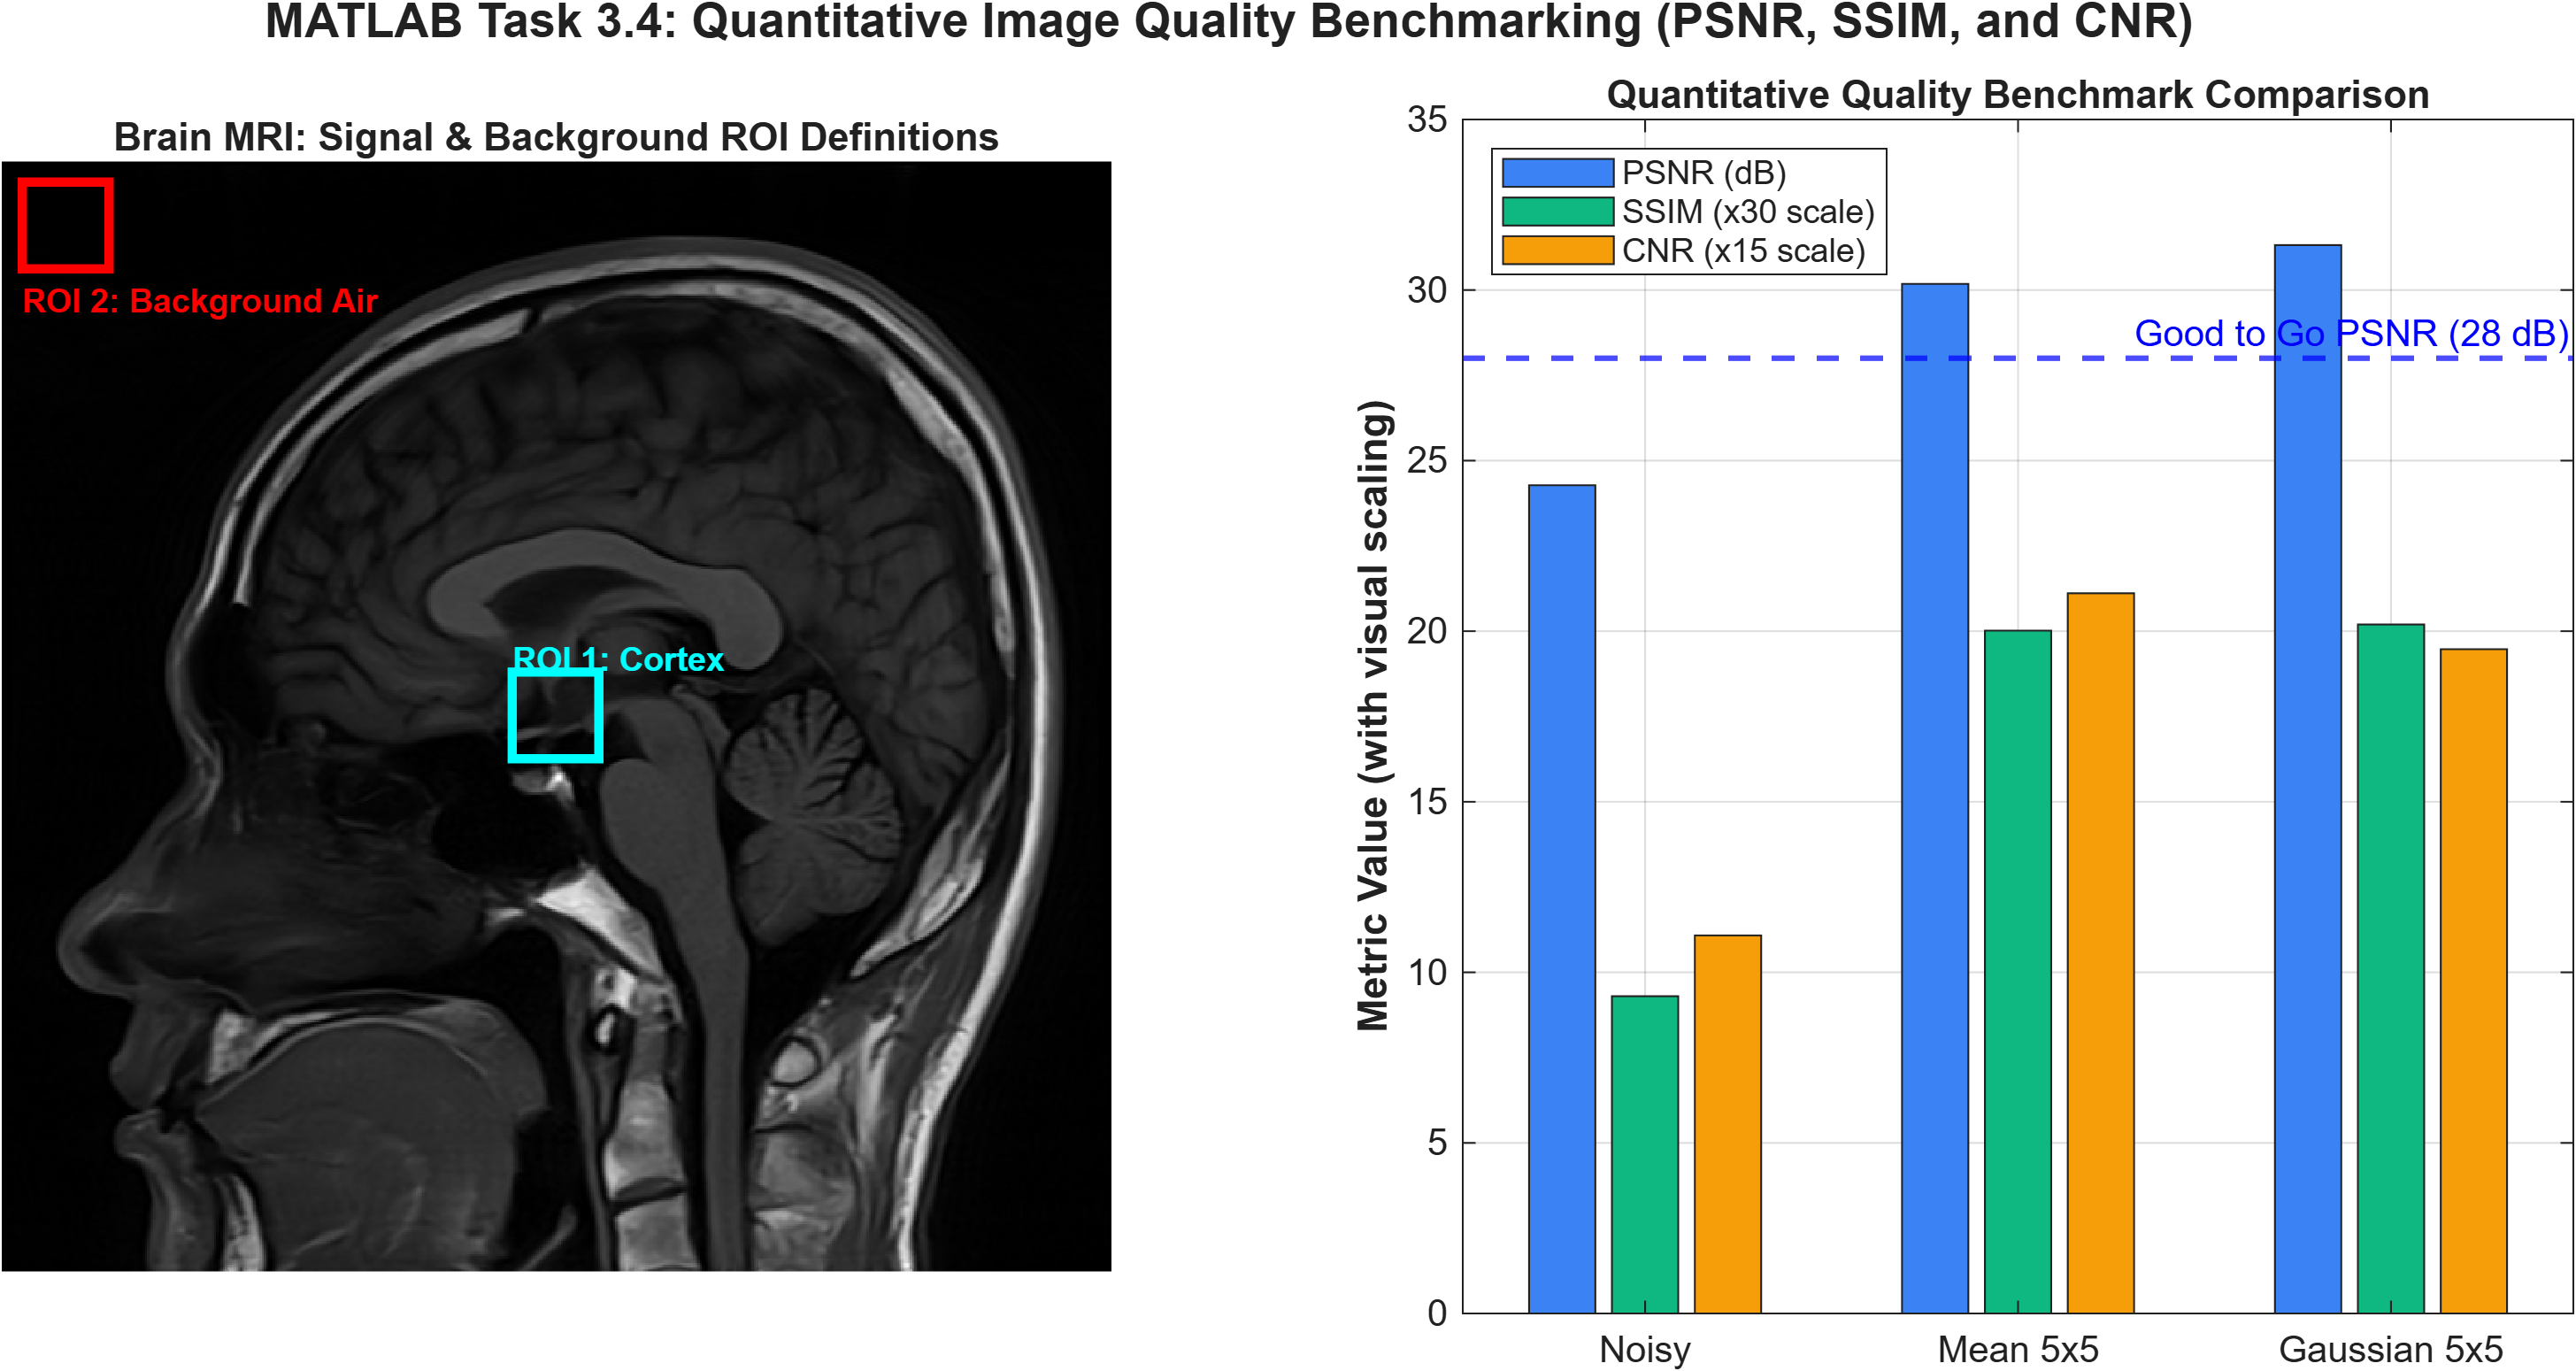 MATLAB Task 3.4: Quantitative Image Quality Benchmarking (PSNR, SSIM, and CNR)
Brain MRI: Signal & Background ROI Definitions
ROI 2: Background Air
ROI 1: Cortex
Quantitative Quality Benchmark Comparison
PSNR (dB)
SSIM (x30 scale)
CNR (x15 scale)
Good to Go PSNR (28 dB)
Metric Value (with visual scaling)
35
30
25
20
15
10
5
0
Noisy
Mean 5x5
Gaussian 5x5